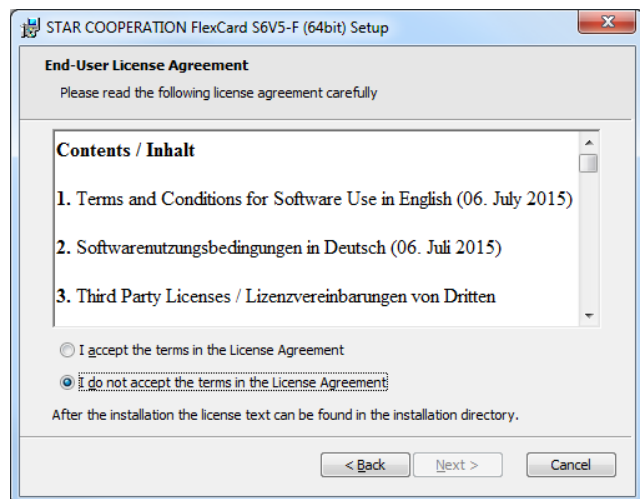 STAR COOPERATION FlexCard S6V5-F (64bit) Setup
End-User License Agreement
Please read the following license agreement carefully
Contents / Inhalt
1. Terms and Conditions for Software Use in English (06. July 2015)
2. Softwarenutzungsbedingungen in Deutsch (06. Juli 2015)
3. Third Party Licenses / Lizenzvereinbarungen von Dritten
I accept the terms in the License Agreement
I do not accept the terms in the License Agreement
After the installation the license text can be found in the installation directory.
< Back Next > Cancel